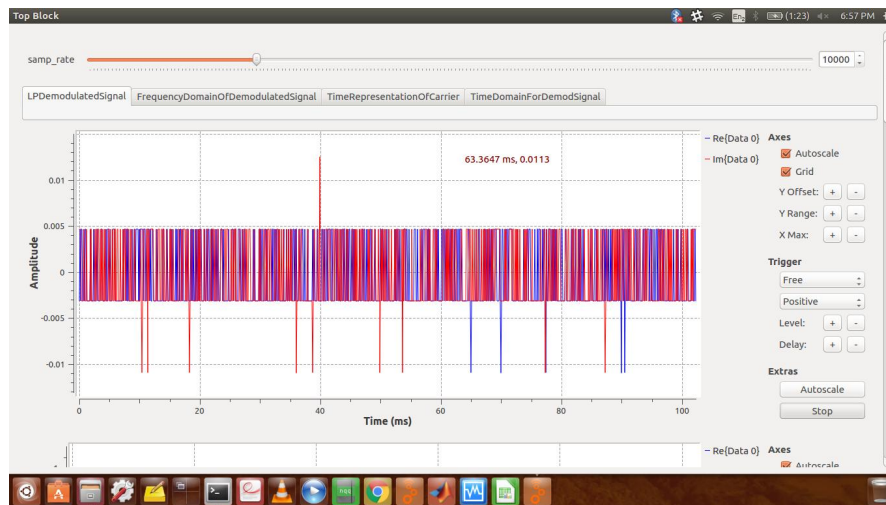 Top Block
En
(1:23)
6:57 PM
samp_rate
10000
LPDemodulatedSignal FrequencyDomainOfDemodulatedSignal TimeRepresentationOfCarrier TimeDomainForDemodSignal
Re{Data 0}
Im{Data 0}
63.3647 ms, 0.0113
Amplitude
0.01
0.005
0
-0.005
-0.01
0 20 40 60 80 100
Time (ms)
Axes
Autoscale
Grid
Y Offset: + -
Y Range: + -
X Max: + -
Trigger
Free
Positive
Level: + -
Delay: + -
Extras
Autoscale
Stop
Re{Data 0}
Axes
Autoscale